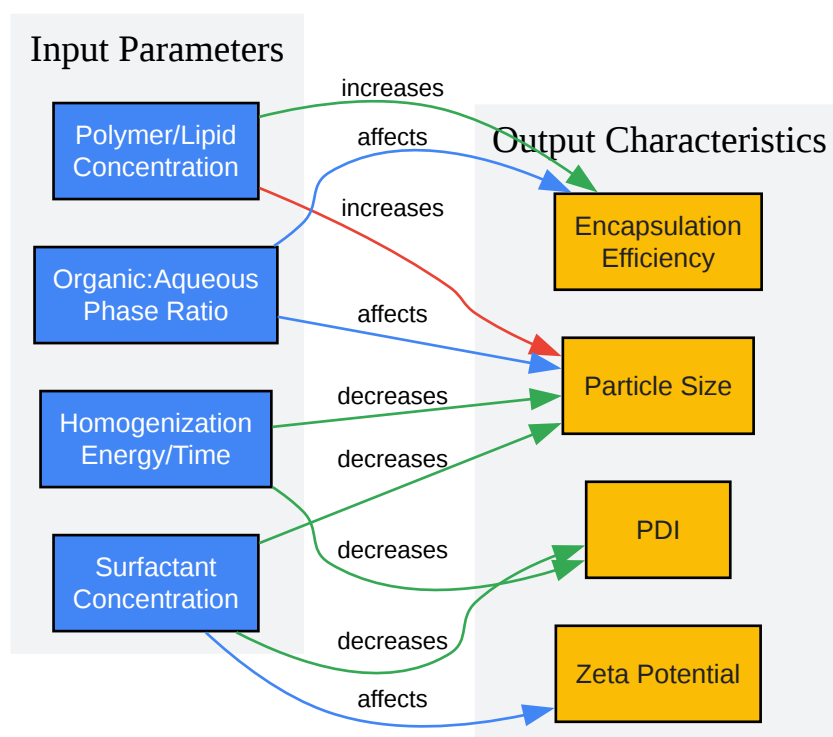 Input Parameters
Polymer/Lipid
Concentration
Organic:Aqueous
Phase Ratio
Homogenization
Energy/Time
Surfactant
Concentration
increases
affects
increases
affects
decreases
decreases
decreases
decreases
affects
Output Characteristics
Encapsulation
Efficiency
Particle Size
PDI
Zeta Potential